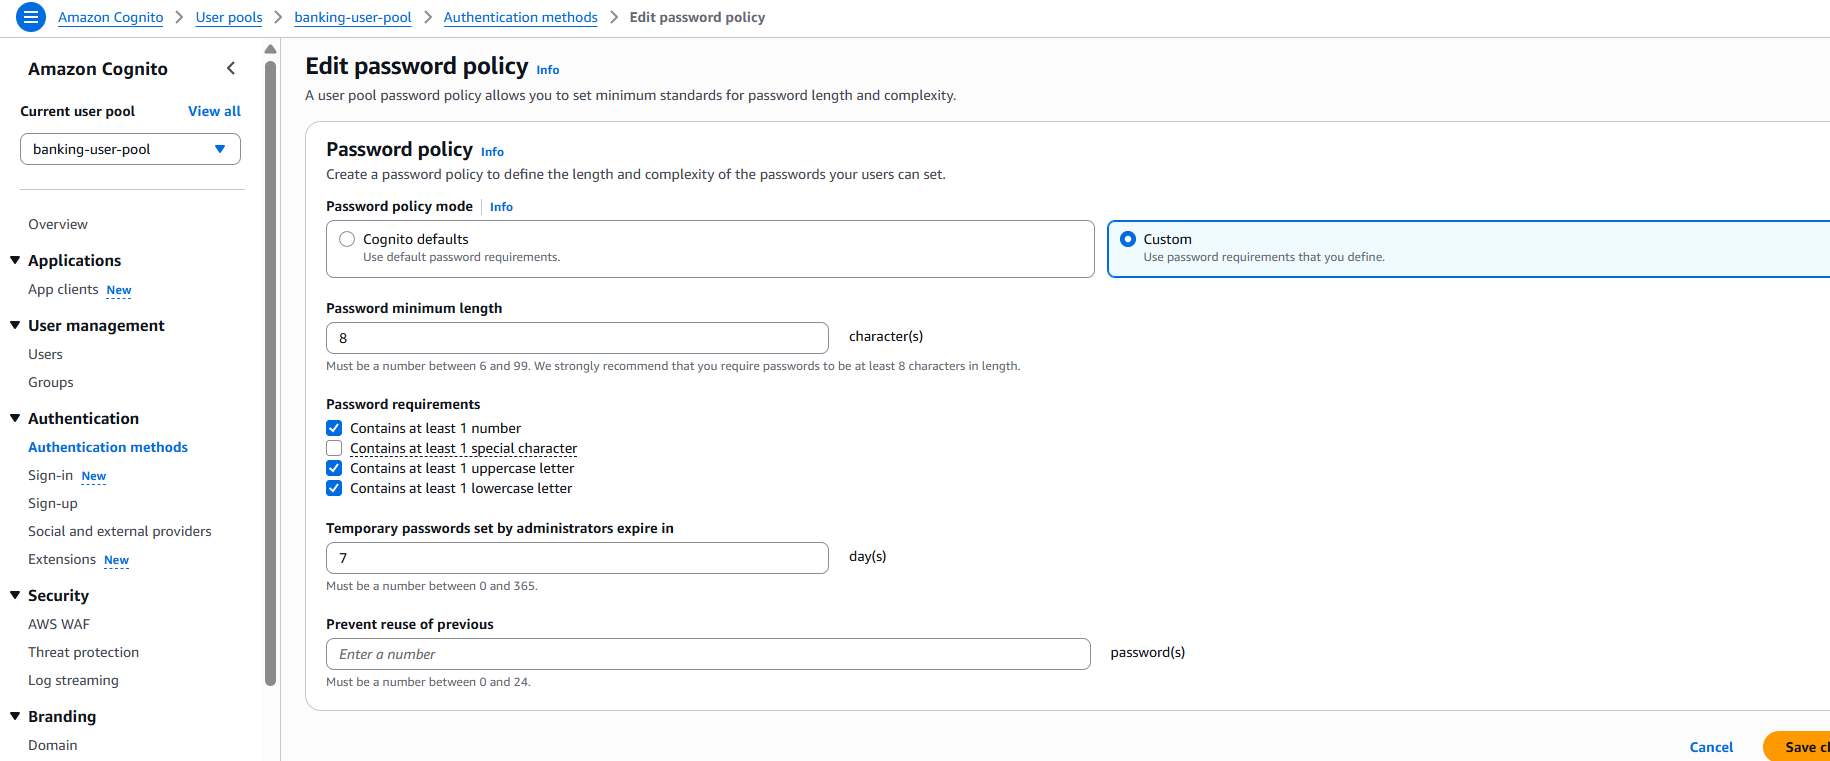 Amazon Cognito > User pools > banking-user-pool > Authentication methods > Edit password policy
Amazon Cognito
Current user pool View all
banking-user-pool
Overview
Applications
App clients New
User management
Users
Groups
Authentication
Authentication methods
Sign-in New
Sign-up
Social and external providers
Extensions New
Security
AWS WAF
Threat protection
Log streaming
Branding
Domain
Edit password policy Info
A user pool password policy allows you to set minimum standards for password length and complexity.
Password policy Info
Create a password policy to define the length and complexity of the passwords your users can set.
Password policy mode Info
Cognito defaults
Use default password requirements.
Custom
Use password requirements that you define.
Password minimum length
8 character(s)
Must be a number between 6 and 99. We strongly recommend that you require passwords to be at least 8 characters in length.
Password requirements
Contains at least 1 number
Contains at least 1 special character
Contains at least 1 uppercase letter
Contains at least 1 lowercase letter
Temporary passwords set by administrators expire in
7 day(s)
Must be a number between 0 and 365.
Prevent reuse of previous
Enter a number password(s)
Must be a number between 0 and 24.
Cancel Save